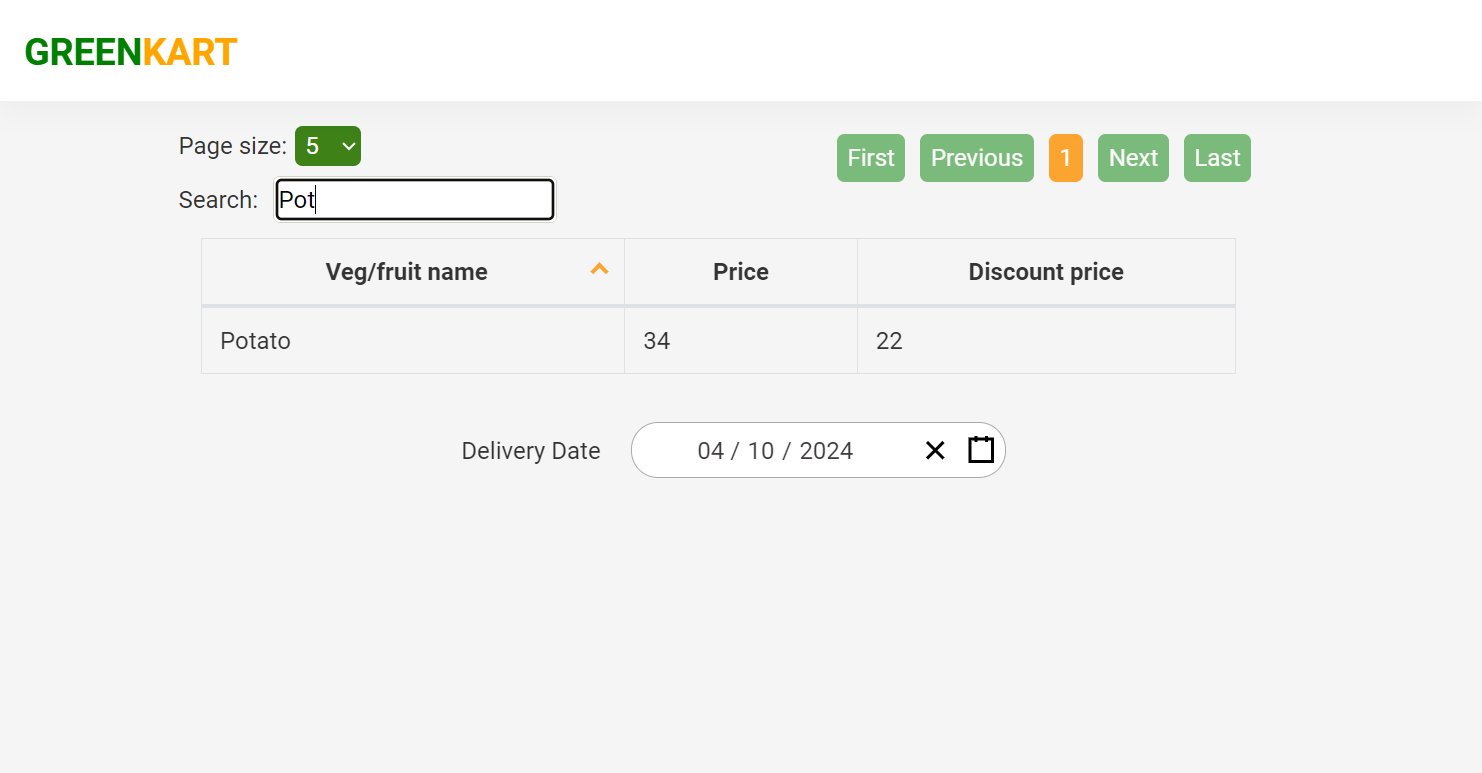 GREENKART
Page size: 5
First Previous 1 Next Last
Search: Pot
Veg/fruit name Price Discount price
Potato 34 22
Delivery Date 04 / 10 / 2024